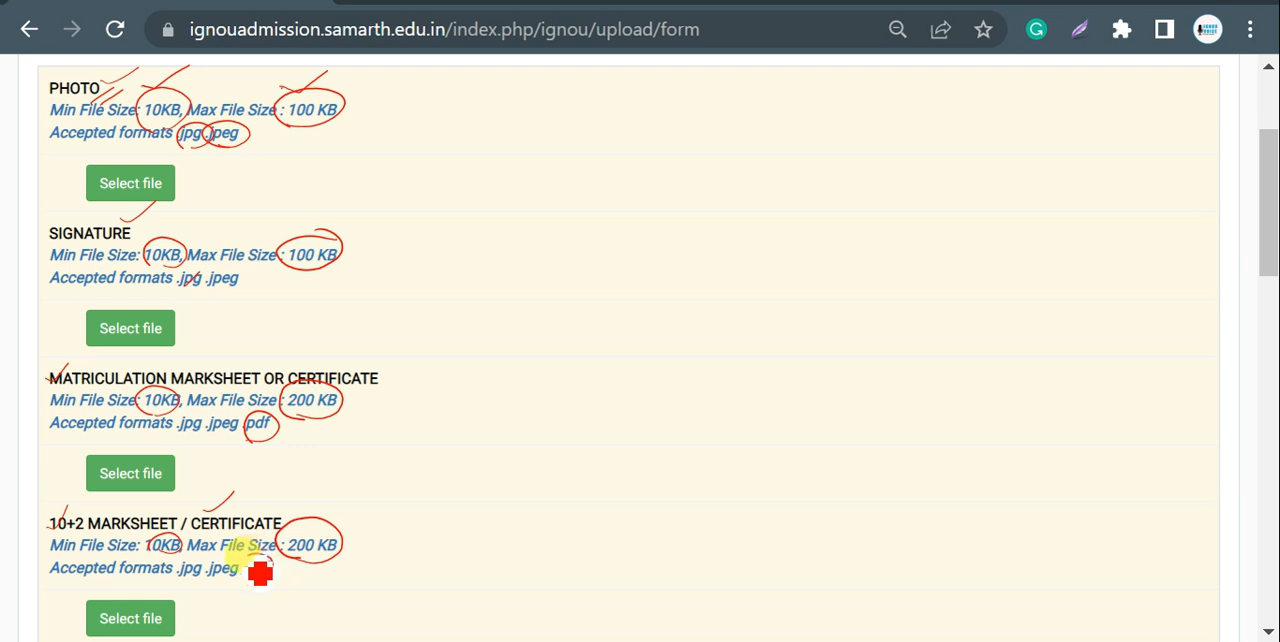 ignouadmission.samarth.edu.in/index.php/ignou/upload/form
PHOTO
Min File Size: 10KB, Max File Size : 100 KB
Accepted formats .jpg .jpeg
Select file
SIGNATURE
Min File Size: 10KB, Max File Size : 100 KB
Accepted formats .jpg .jpeg
Select file
MATRICULATION MARKSHEET OR CERTIFICATE
Min File Size: 10KB, Max File Size : 200 KB
Accepted formats .jpg .jpeg .pdf
Select file
10+2 MARKSHEET / CERTIFICATE
Min File Size: 10KB, Max File Size : 200 KB
Accepted formats .jpg .jpeg
Select file